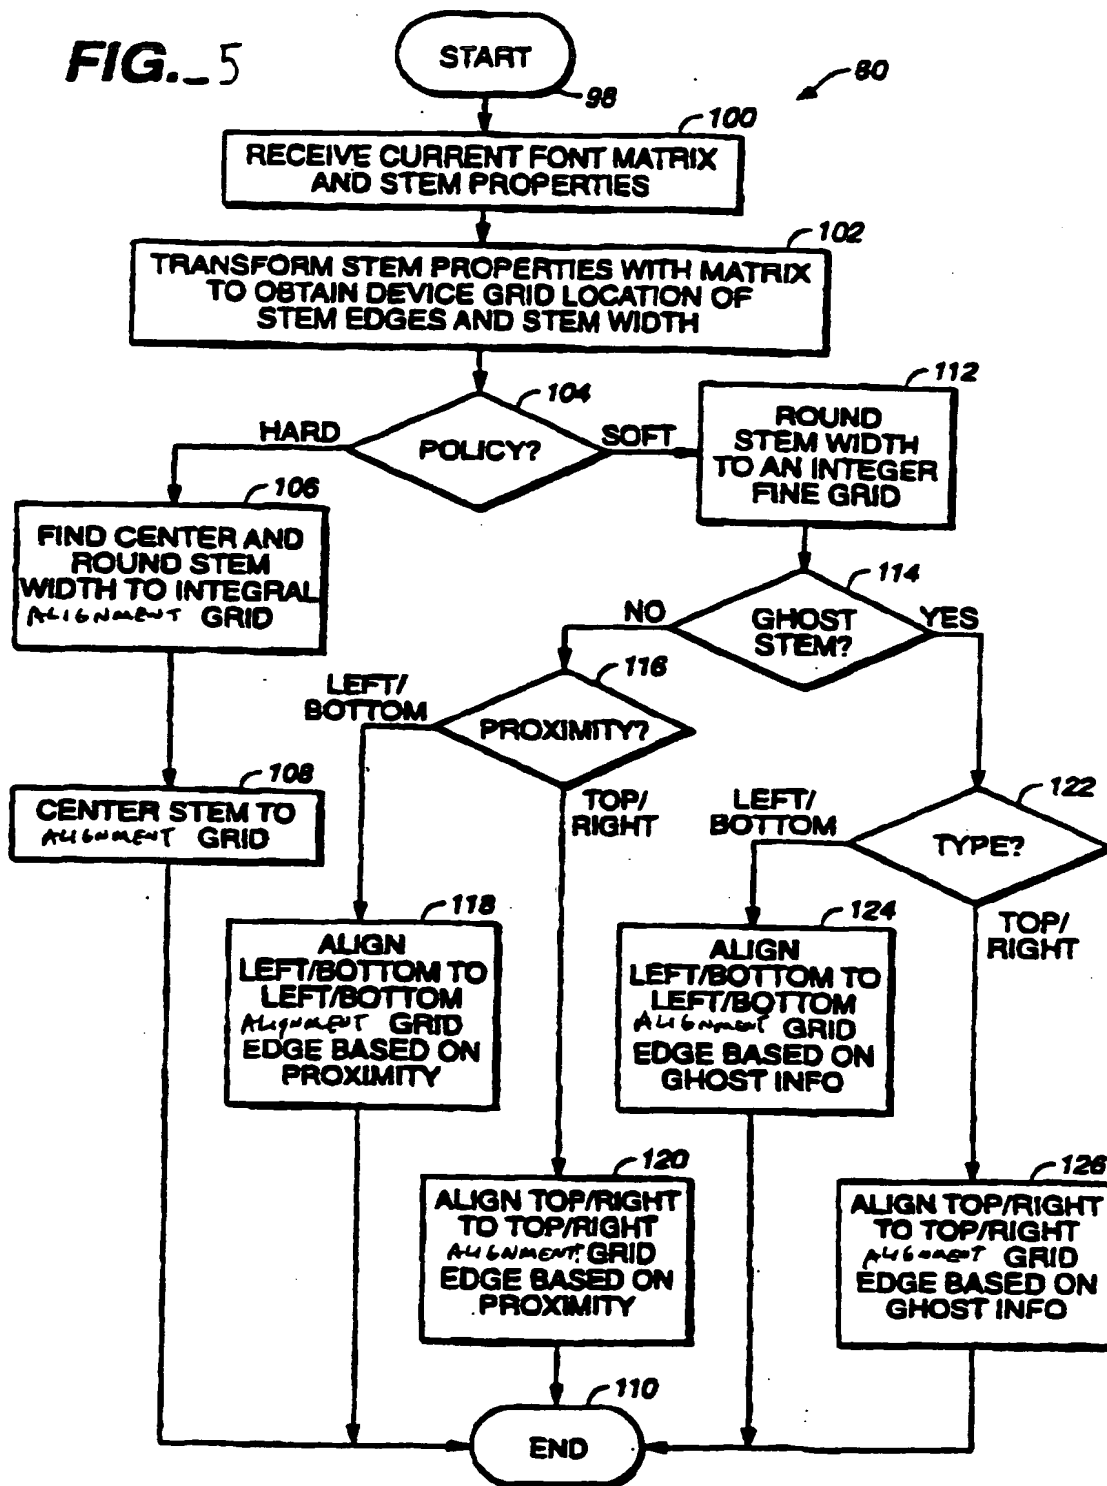 FIG._5
START
80
98
100
RECEIVE CURRENT FONT MATRIX
AND STEM PROPERTIES
102
TRANSFORM STEM PROPERTIES WITH MATRIX
TO OBTAIN DEVICE GRID LOCATION OF
STEM EDGES AND STEM WIDTH
104
POLICY?
HARD
SOFT
112
ROUND
STEM WIDTH
TO AN INTEGER
FINE GRID
106
FIND CENTER AND
ROUND STEM
WIDTH TO INTEGRAL
ALIGNMENT GRID
114
GHOST
STEM?
NO
YES
116
PROXIMITY?
LEFT/
BOTTOM
TOP/
RIGHT
108
CENTER STEM TO
ALIGNMENT GRID
122
TYPE?
LEFT/
BOTTOM
TOP/
RIGHT
118
ALIGN
LEFT/BOTTOM TO
LEFT/BOTTOM
ALIGNMENT GRID
EDGE BASED ON
PROXIMITY
124
ALIGN
LEFT/BOTTOM TO
LEFT/BOTTOM
ALIGNMENT GRID
EDGE BASED ON
GHOST INFO
120
ALIGN TOP/RIGHT
TO TOP/RIGHT
ALIGNMENT GRID
EDGE BASED ON
PROXIMITY
126
ALIGN TOP/RIGHT
TO TOP/RIGHT
ALIGNMENT GRID
EDGE BASED ON
GHOST INFO
110
END